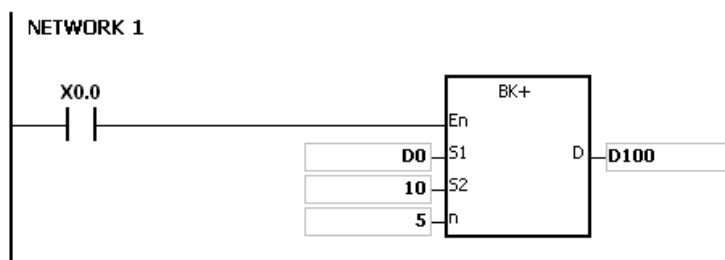 NETWORK 1
X0.0
BK+
En
D0 S1 D D100
10 S2
5 n